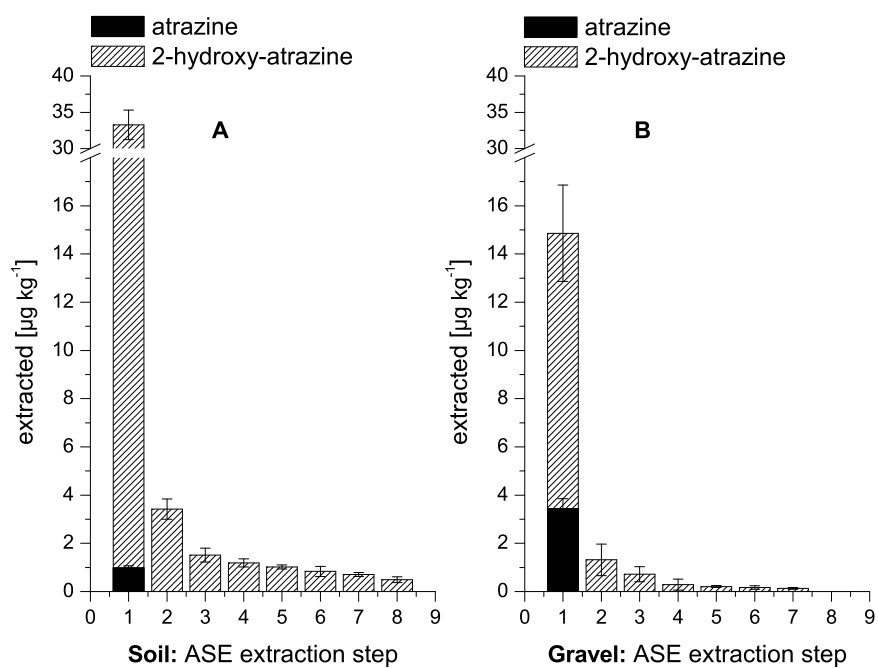 atrazine
2-hydroxy-atrazine
40
35
30
16
14
12
10
8
6
4
2
0
extracted [µg kg-1]
A
0 1 2 3 4 5 6 7 8 9
Soil: ASE extraction step
atrazine
2-hydroxy-atrazine
40
35
30
16
14
12
10
8
6
4
2
0
extracted [µg kg-1]
B
0 1 2 3 4 5 6 7 8 9
Gravel: ASE extraction step